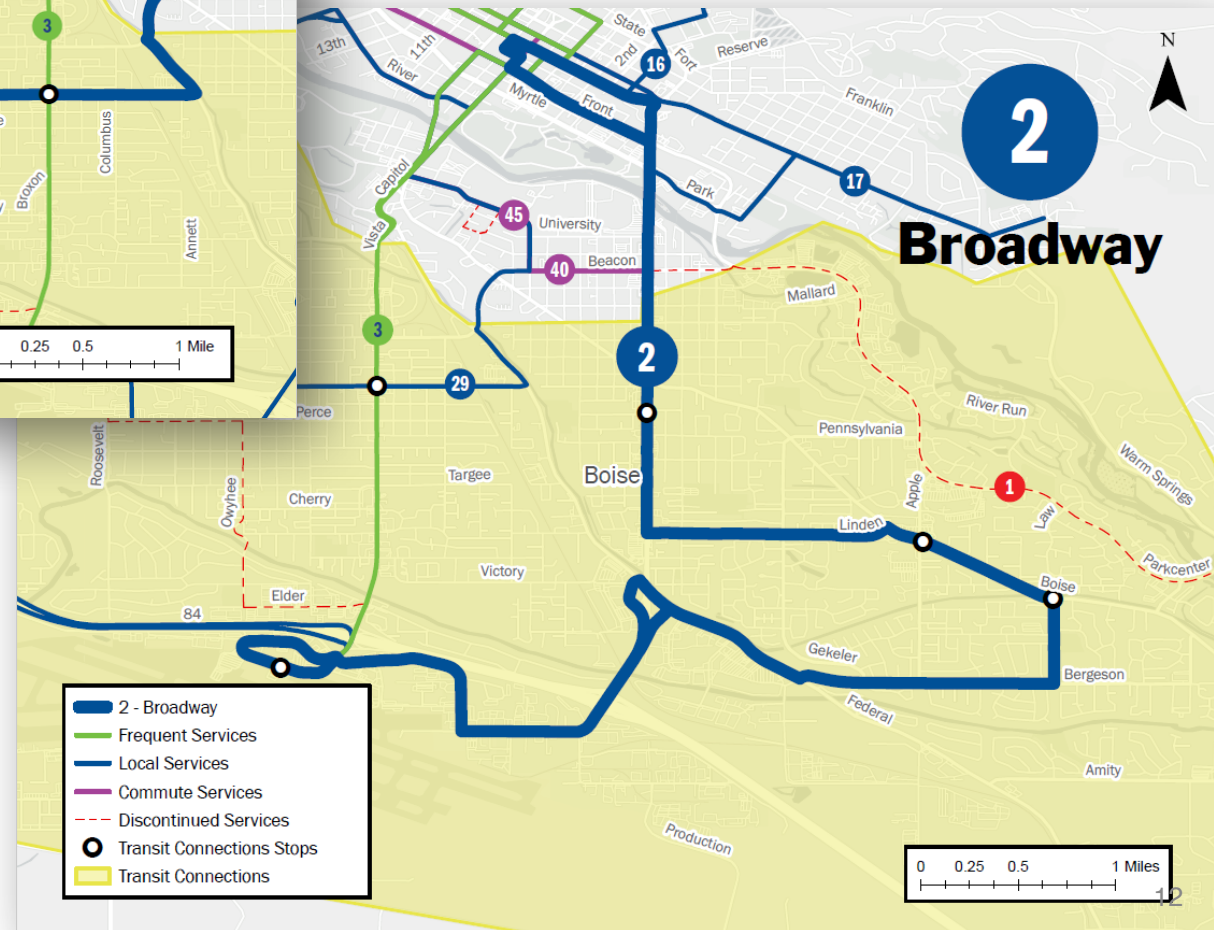 3
Columbus
Broxon
Annett
0.25 0.5 1 Mile
13th
11th
River
State
2nd
Fort
Reserve
16
Myrtle
Front
Franklin
N
2
Broadway
Park
17
Capitol
Vista
45
University
40
Beacon
Mallard
3
2
29
Perce
River Run
Pennsylvania
Warm Springs
Roosevelt
Owyhee
Cherry
Targee
Boise
Apple
1
Law
Linden
Parkcenter
Victory
Boise
Elder
84
Gekeler
Bergeson
Federal
Amity
Production
2 - Broadway
Frequent Services
Local Services
Commute Services
Discontinued Services
Transit Connections Stops
Transit Connections
0 0.25 0.5 1 Miles
12